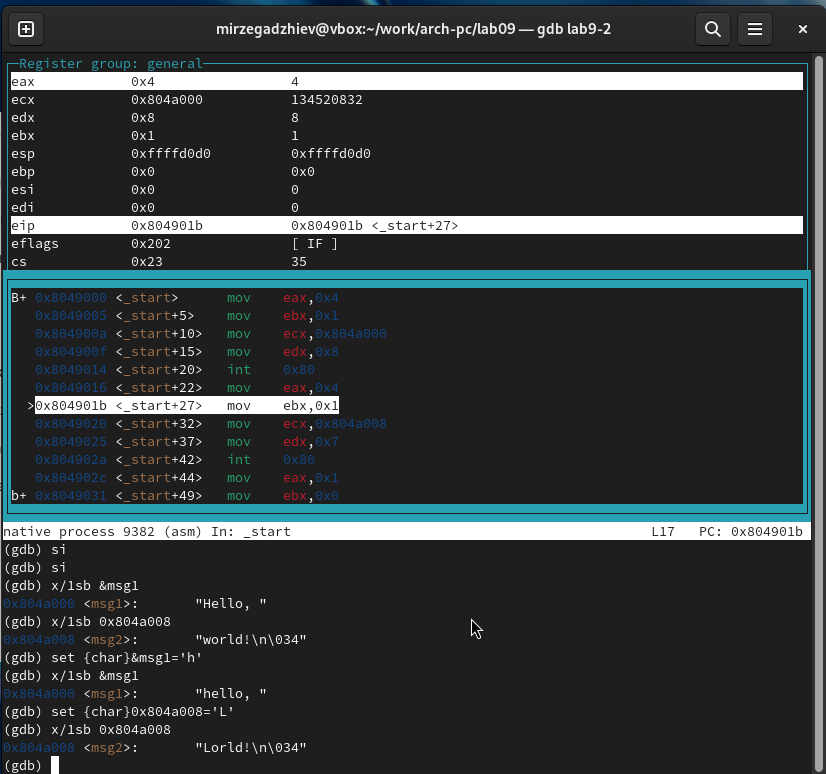 mirzegadzhiev@vbox:~/work/arch-pc/lab09 — gdb lab9-2
Register group: general
eax 0x4 4
ecx 0x804a000 134520832
edx 0x8 8
ebx 0x1 1
esp 0xffffd0d0 0xffffd0d0
ebp 0x0 0x0
esi 0x0 0
edi 0x0 0
eip 0x804901b 0x804901b <_start+27>
eflags 0x202 [ IF ]
cs 0x23 35
B+ 0x8049000 <_start> mov eax,0x4
0x8049005 <_start+5> mov ebx,0x1
0x804900a <_start+10> mov ecx,0x804a000
0x804900f <_start+15> mov edx,0x8
0x8049014 <_start+20> int 0x80
0x8049016 <_start+22> mov eax,0x4
>0x804901b <_start+27> mov ebx,0x1
0x8049020 <_start+32> mov ecx,0x804a008
0x8049025 <_start+37> mov edx,0x7
0x804902a <_start+42> int 0x80
0x804902c <_start+44> mov eax,0x1
b+ 0x8049031 <_start+49> mov ebx,0x0
native process 9382 (asm) In: _start L17 PC: 0x804901b
(gdb) si
(gdb) si
(gdb) x/1sb &msg1
0x804a000 <msg1>: "Hello, "
(gdb) x/1sb 0x804a008
0x804a008 <msg2>: "world!\n\034"
(gdb) set {char}&msg1='h'
(gdb) x/1sb &msg1
0x804a000 <msg1>: "hello, "
(gdb) set {char}0x804a008='L'
(gdb) x/1sb 0x804a008
0x804a008 <msg2>: "Lorld!\n\034"
(gdb)